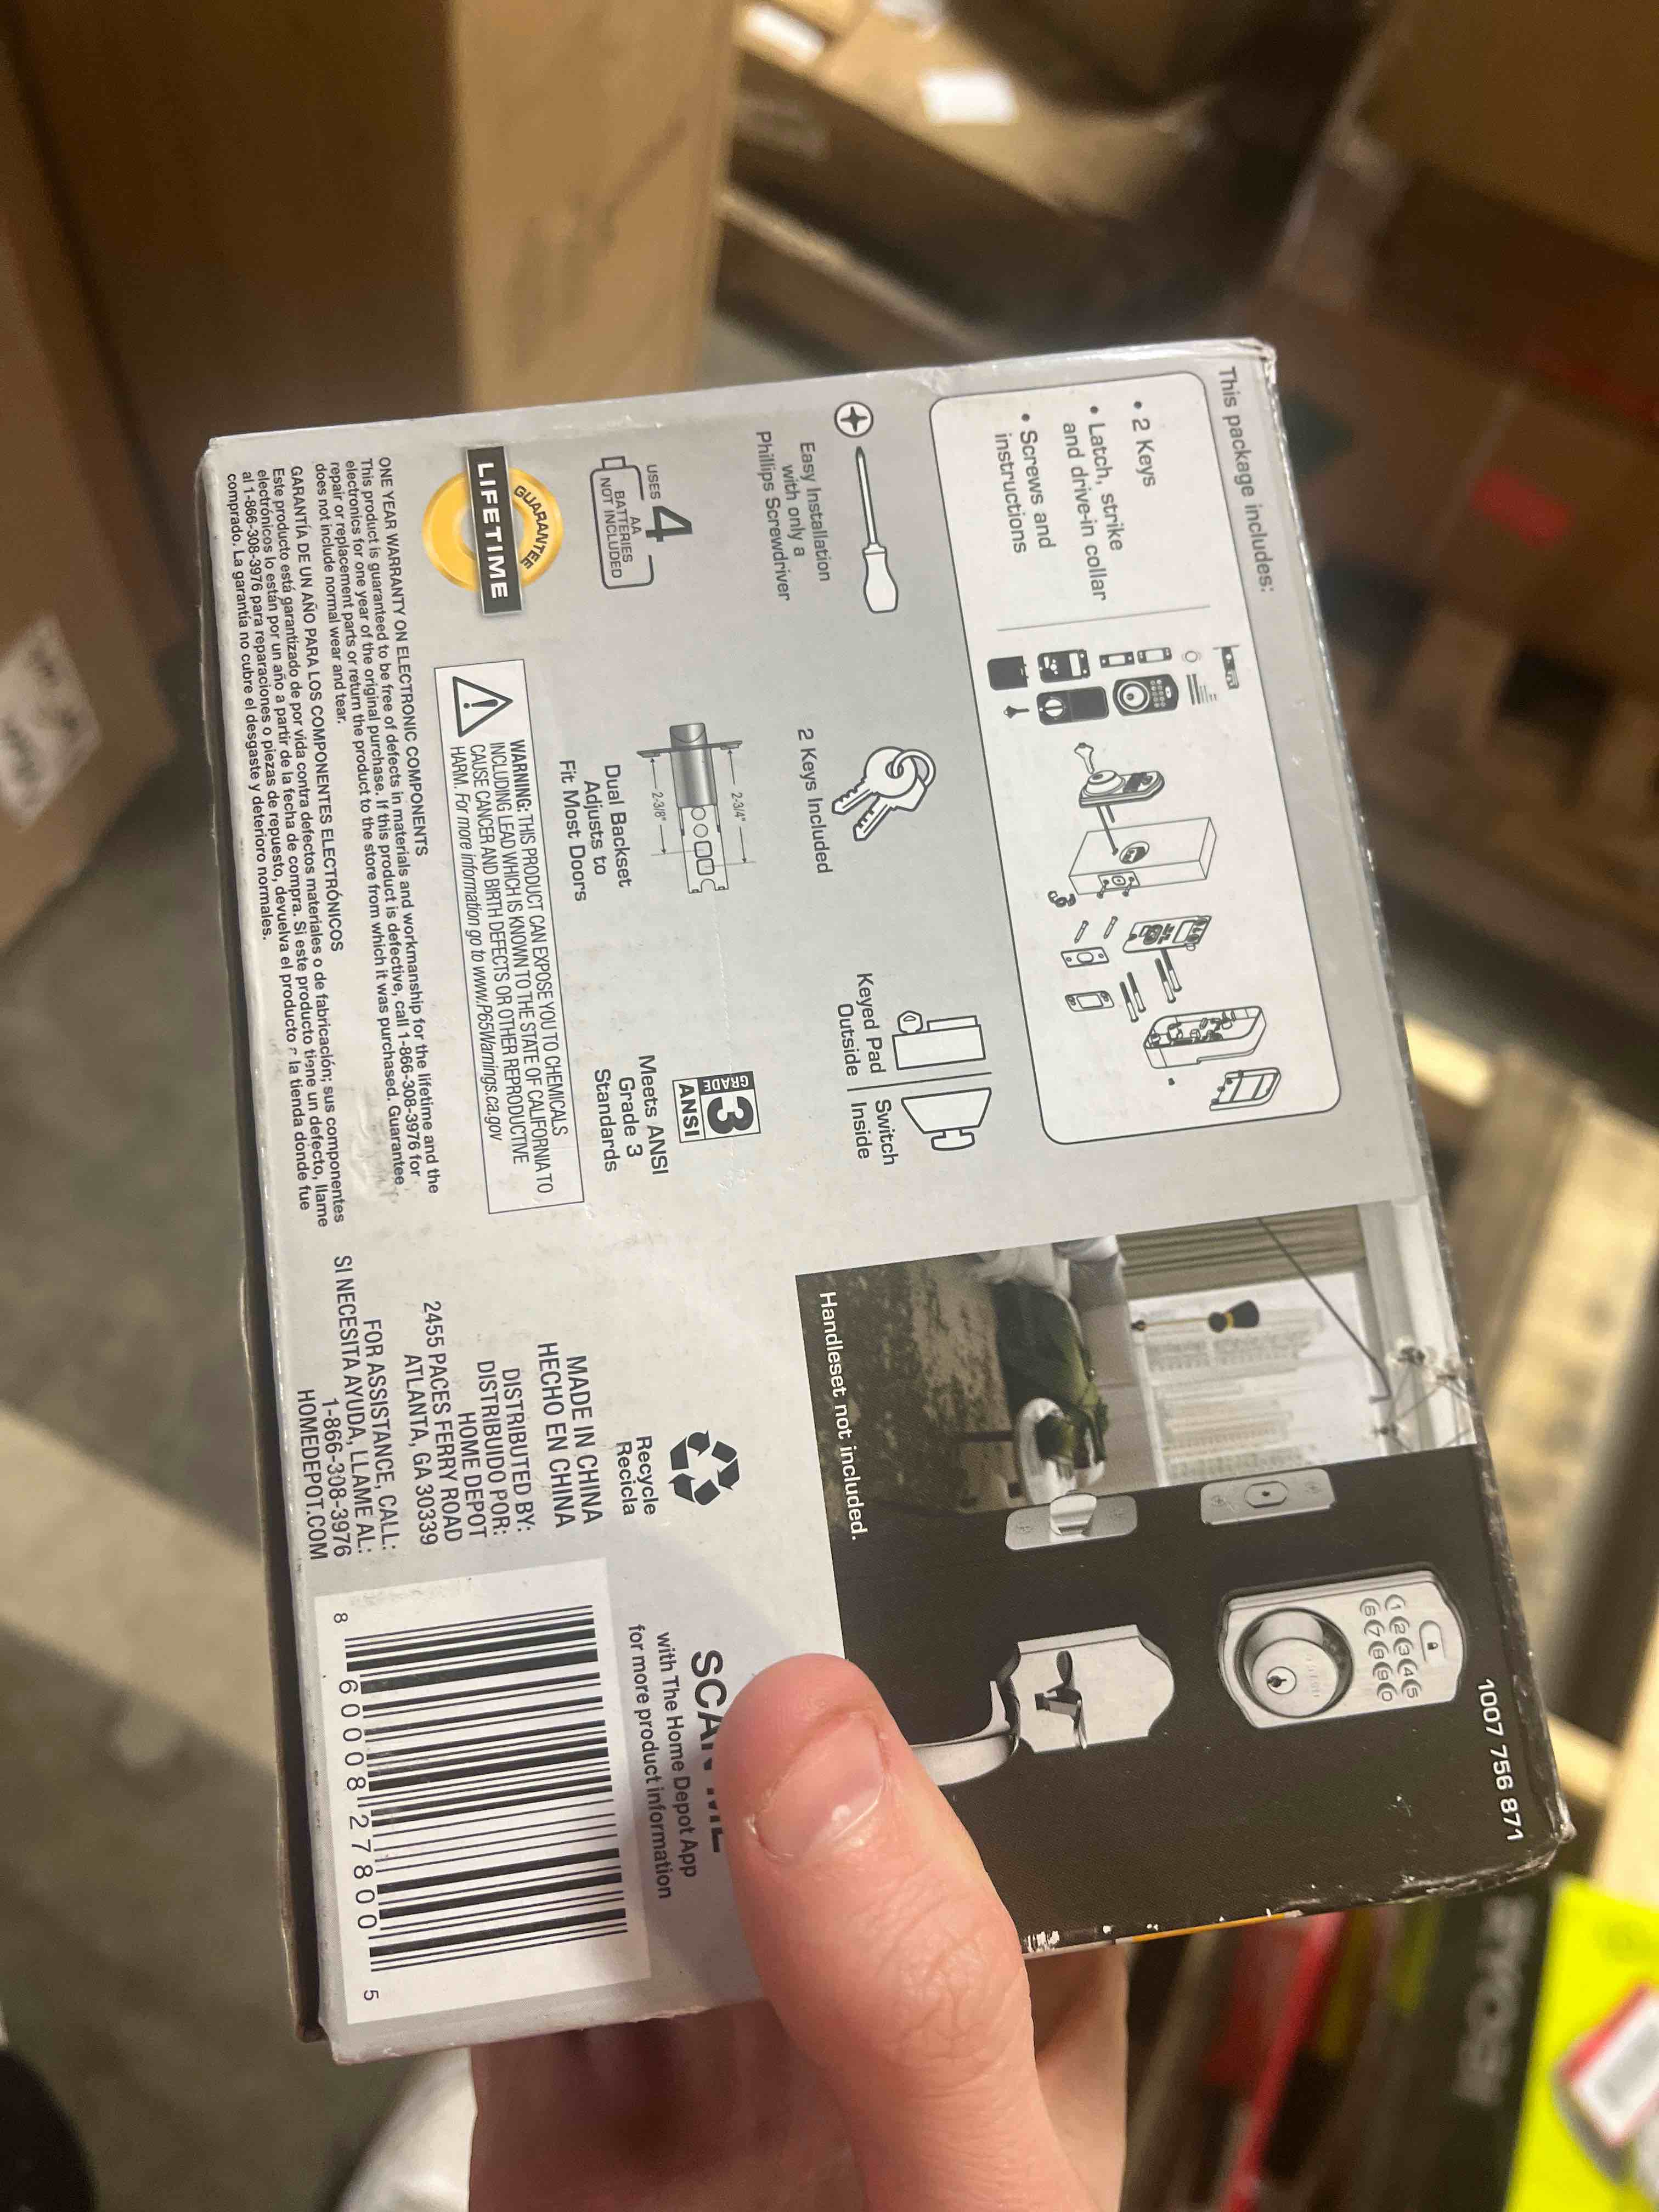 This package includes:
• 2 Keys
• Latch, strike
and drive-in collar
• Screws and
instructions
1007 756 871
1 2 3 4 5
6 7 8 9 0
Handleset not included.
Easy Installation
with only a
Phillips Screwdriver
2 Keys Included
Keyed Pad
Outside
Switch
Inside
USES 4
AA
BATTERIES
NOT INCLUDED
2-3/4"
2-3/8"
Dual Backset
Adjusts to
Fit Most Doors
GRADE 3
ANSI
Meets ANSI
Grade 3
Standards
Recycle
Recicla
with The Home Depot App
for more product information
GUARANTEE
LIFETIME
WARNING: THIS PRODUCT CAN EXPOSE YOU TO CHEMICALS
INCLUDING LEAD WHICH IS KNOWN TO THE STATE OF CALIFORNIA TO
CAUSE CANCER AND BIRTH DEFECTS OR OTHER REPRODUCTIVE
HARM. For more information go to www.P65Warnings.ca.gov
ONE YEAR WARRANTY ON ELECTRONIC COMPONENTS
This product is guaranteed to be free of defects in materials and workmanship for the lifetime and the
electronics for one year of the original purchase. If this product is defective, call 1-866-308-3976 for
repair or replacement parts or return the product to the store from which it was purchased. Guarantee
does not include normal wear and tear.
GARANTÍA DE UN AÑO PARA LOS COMPONENTES ELECTRÓNICOS
Este producto está garantizado de por vida contra defectos materiales o de fabricación; sus componentes
electrónicos lo están por un año a partir de la fecha de compra. Si este producto tiene un defecto, llame
al 1-866-308-3976 para reparaciones o piezas de repuesto, devuelva el producto a la tienda donde fue
comprado. La garantía no cubre el desgaste y deterioro normales.
MADE IN CHINA
HECHO EN CHINA
DISTRIBUTED BY:
DISTRIBUIDO POR:
HOME DEPOT
2455 PACES FERRY ROAD
ATLANTA, GA 30339
FOR ASSISTANCE, CALL:
SI NECESITA AYUDA, LLAME AL:
1-866-308-3976
HOMEDEPOT.COM
8 60008 27800 5
RYOBI